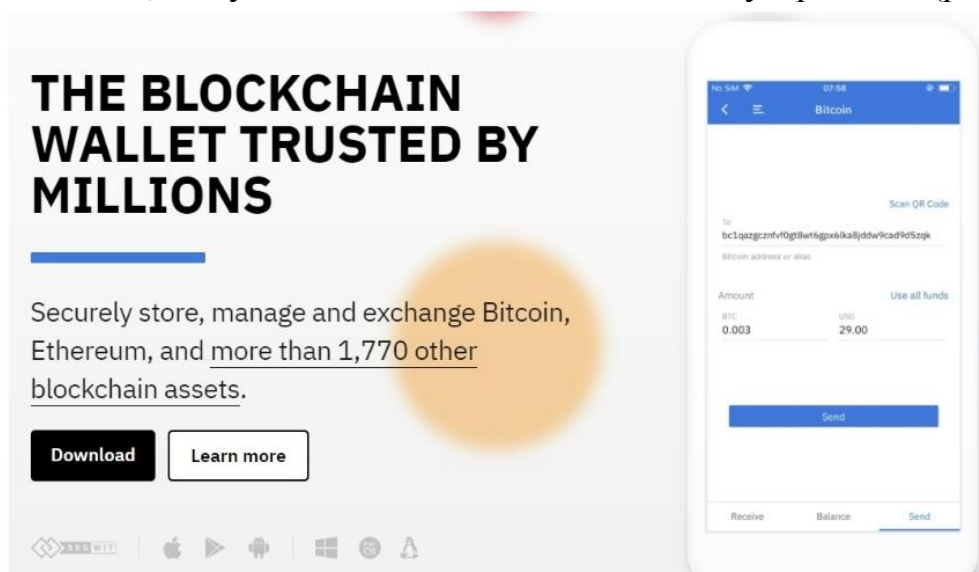 THE BLOCKCHAIN
WALLET TRUSTED BY
MILLIONS
Securely store, manage and exchange Bitcoin,
Ethereum, and more than 1,770 other
blockchain assets.
Download
Learn more
SEGWIT
No SIM 07:58
Bitcoin
Scan QR Code
To
bc1qazgcznfvf0gt8wt6gpx6lka8jddw9cad9d5zqk
Bitcoin address or alias
Amount Use all funds
BTC USD
0.003 29.00
Send
Receive Balance Send